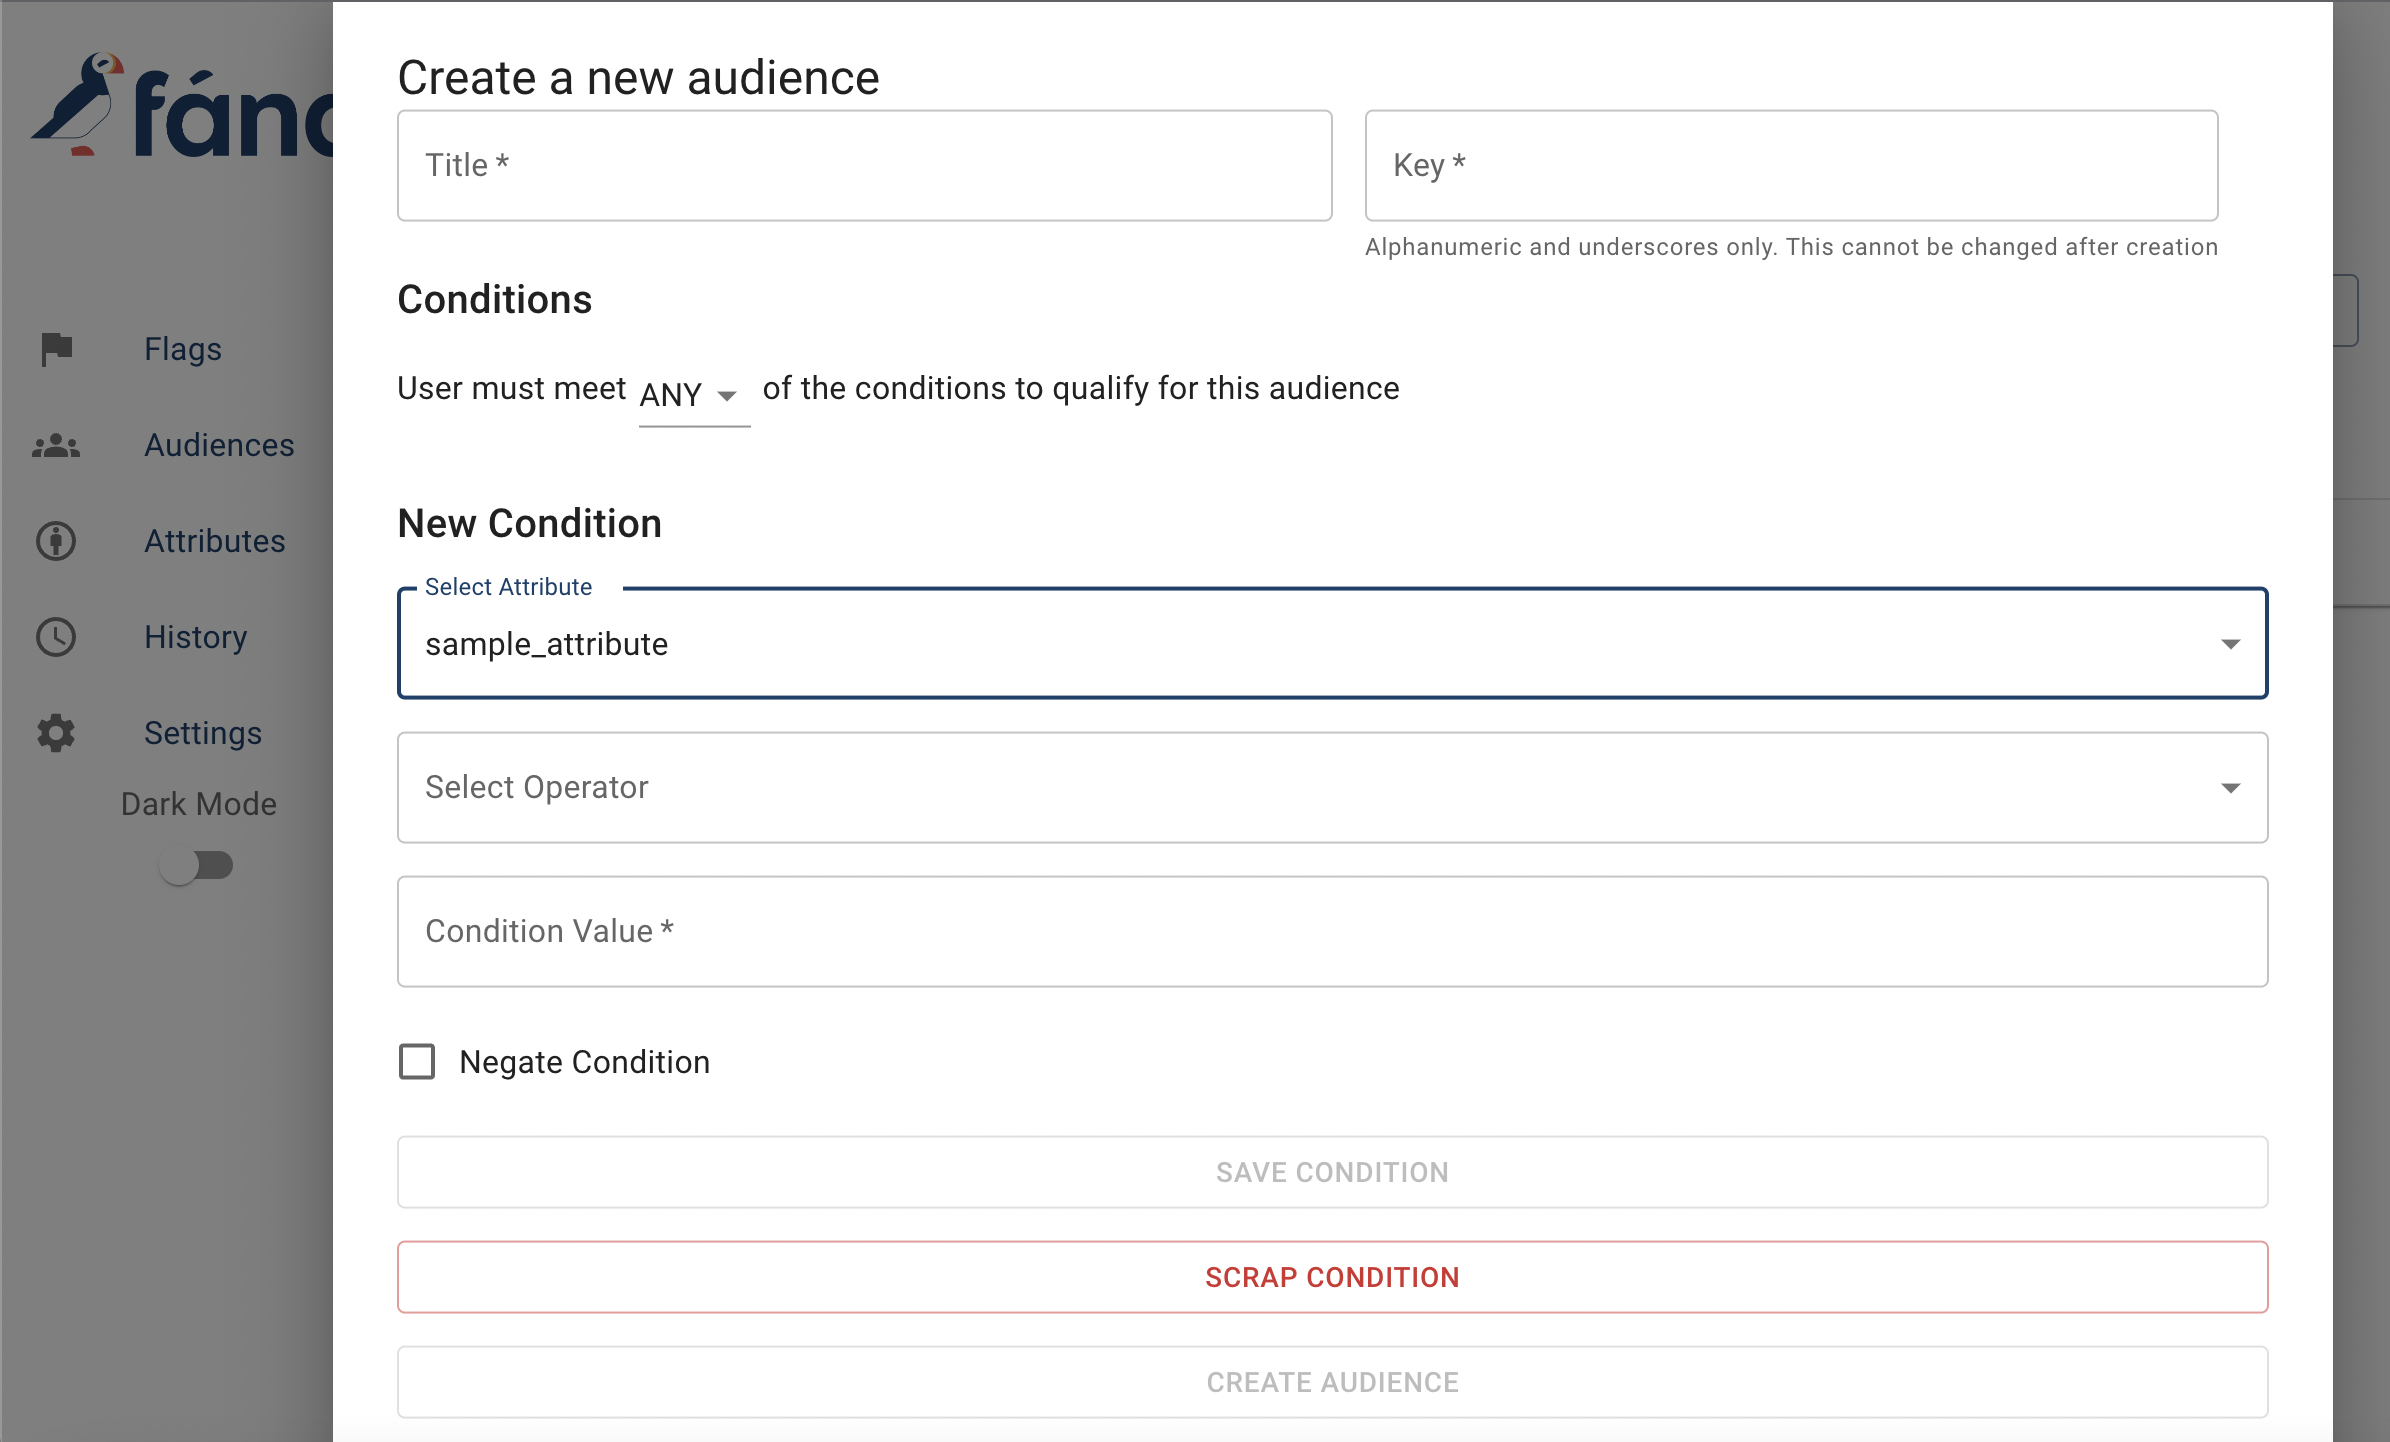 fán
Flags
Audiences
Attributes
History
Settings
Dark Mode
Create a new audience
Title *
Key *
Alphanumeric and underscores only. This cannot be changed after creation
Conditions
User must meet ANY of the conditions to qualify for this audience
New Condition
Select Attribute
sample_attribute
Select Operator
Condition Value *
Negate Condition
SAVE CONDITION
SCRAP CONDITION
CREATE AUDIENCE